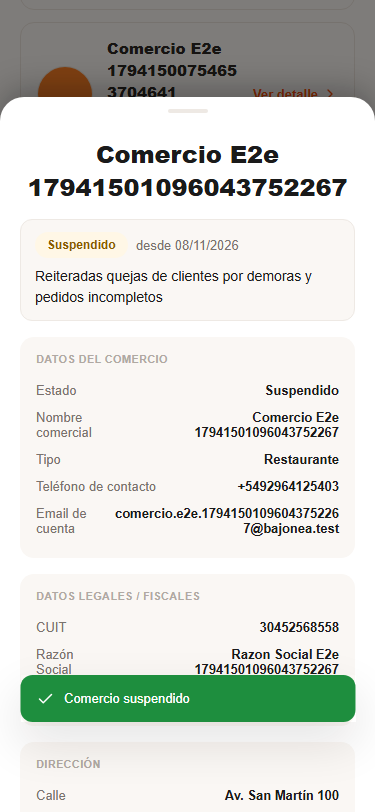 Comercio E2e
1794150075465
3704641
Ver detalle
Comercio E2e
17941501096043752267
Suspendido
desde 08/11/2026
Reiteradas quejas de clientes por demoras y
pedidos incompletos
DATOS DEL COMERCIO
Estado
Suspendido
Nombre
comercial
Comercio E2e
17941501096043752267
Tipo
Restaurante
Teléfono de contacto
+5492964125403
Email de
cuenta
comercio.e2e.1794150109604375226
7@bajonea.test
DATOS LEGALES / FISCALES
CUIT
30452568558
Razón
Social
Razon Social E2e
17941501096043752267
Comercio suspendido
DIRECCIÓN
Calle
Av. San Martín 100